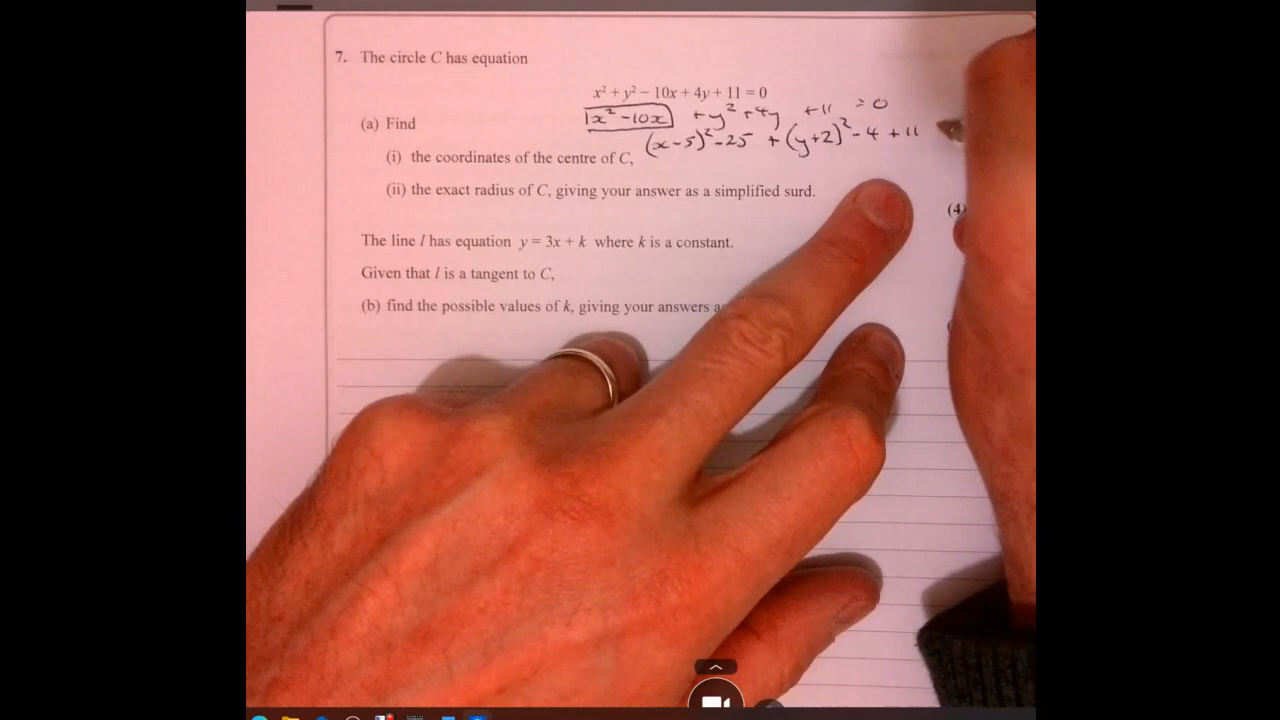 7. The circle C has equation
x² + y² − 10x + 4y + 11 = 0
x² − 10x + y² + 4y + 11 = 0
(a) Find
(x − 5)² − 25 + (y + 2)² − 4 + 11
(i) the coordinates of the centre of C,
(ii) the exact radius of C, giving your answer as a simplified surd.
(4)
The line l has equation y = 3x + k where k is a constant.
Given that l is a tangent to C,
(b) find the possible values of k, giving your answers